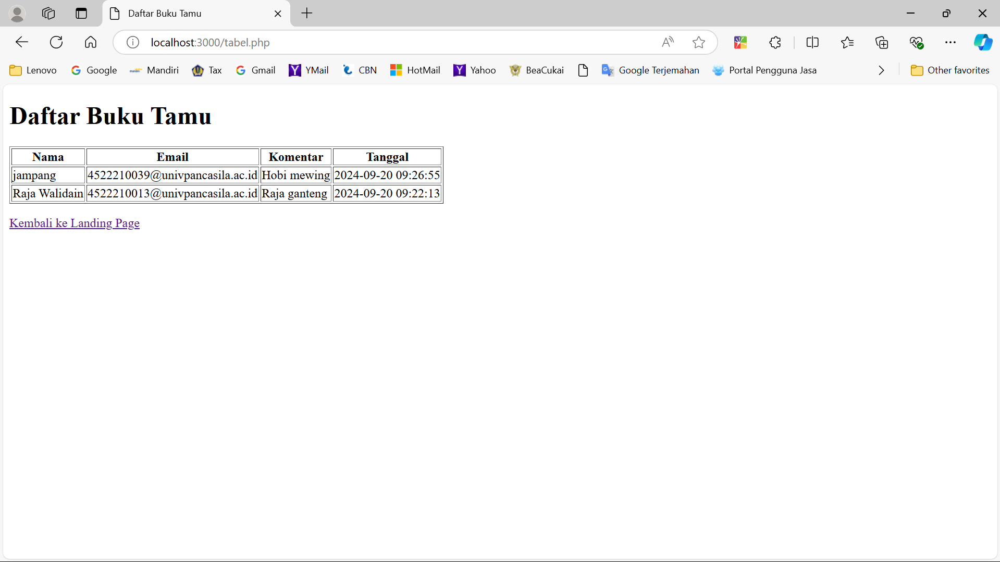 Daftar Buku Tamu
localhost:3000/tabel.php
Lenovo Google Mandiri Tax Gmail YMail CBN HotMail Yahoo BeaCukai Google Terjemahan Portal Pengguna Jasa Other favorites
Daftar Buku Tamu
Nama Email Komentar Tanggal
jampang 4522210039@univpancasila.ac.id Hobi mewing 2024-09-20 09:26:55
Raja Walidain 4522210013@univpancasila.ac.id Raja ganteng 2024-09-20 09:22:13
Kembali ke Landing Page